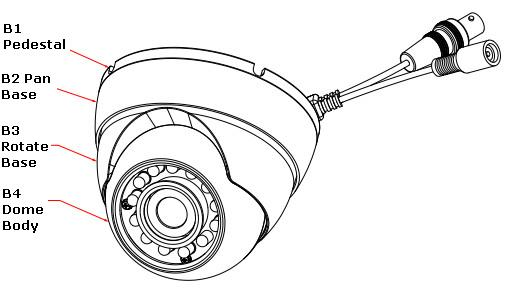 B1
Pedestal
B2 Pan
Base
B3
Rotate
Base
B4
Dome
Body